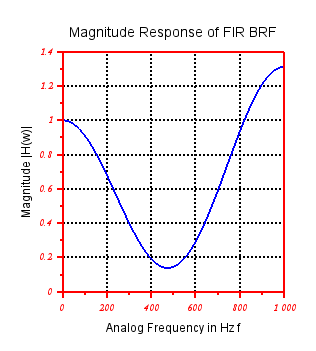 Magnitude Response of FIR BRF
Magnitude |H(w)|
1.4
1.2
1
0.8
0.6
0.4
0.2
0
0 200 400 600 800 1 000
Analog Frequency in Hz f